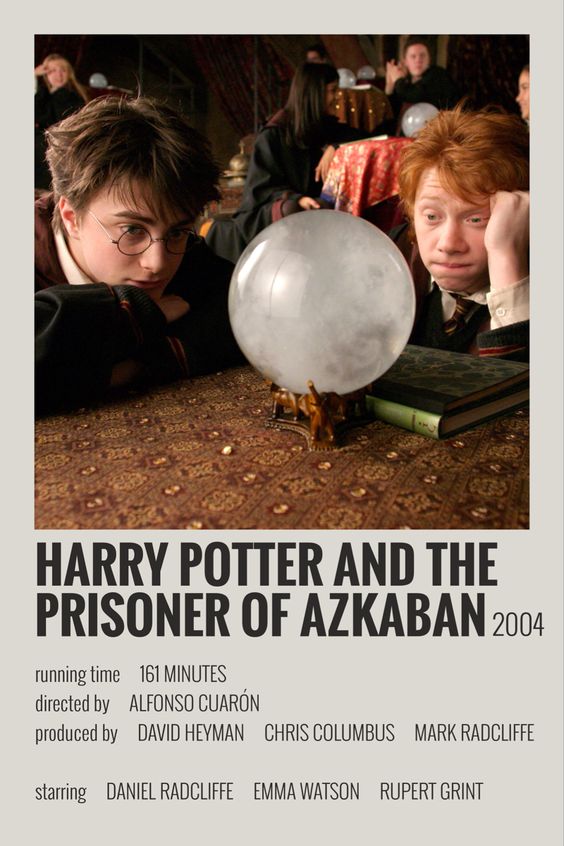 HARRY POTTER AND THE
PRISONER OF AZKABAN 2004
running time 161 MINUTES
directed by ALFONSO CUARÓN
produced by DAVID HEYMAN CHRIS COLUMBUS MARK RADCLIFFE
starring DANIEL RADCLIFFE EMMA WATSON RUPERT GRINT